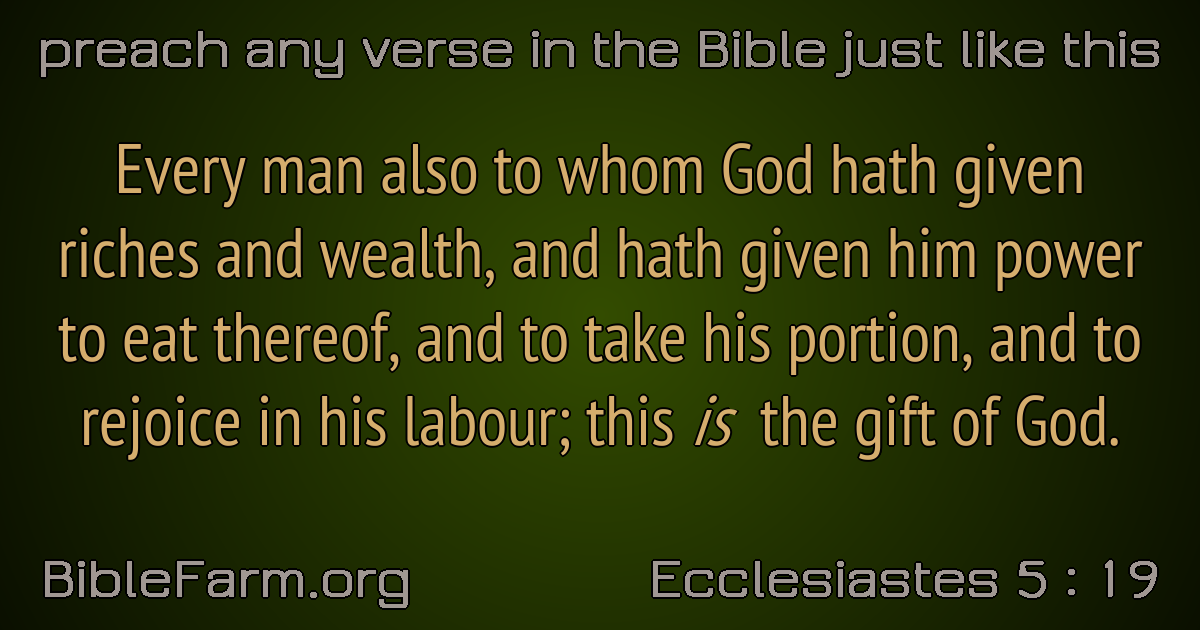 preach any verse in the Bible just like this
Every man also to whom God hath given
riches and wealth, and hath given him power
to eat thereof, and to take his portion, and to
rejoice in his labour; this is the gift of God.
BibleFarm.org
Ecclesiastes 5 : 19